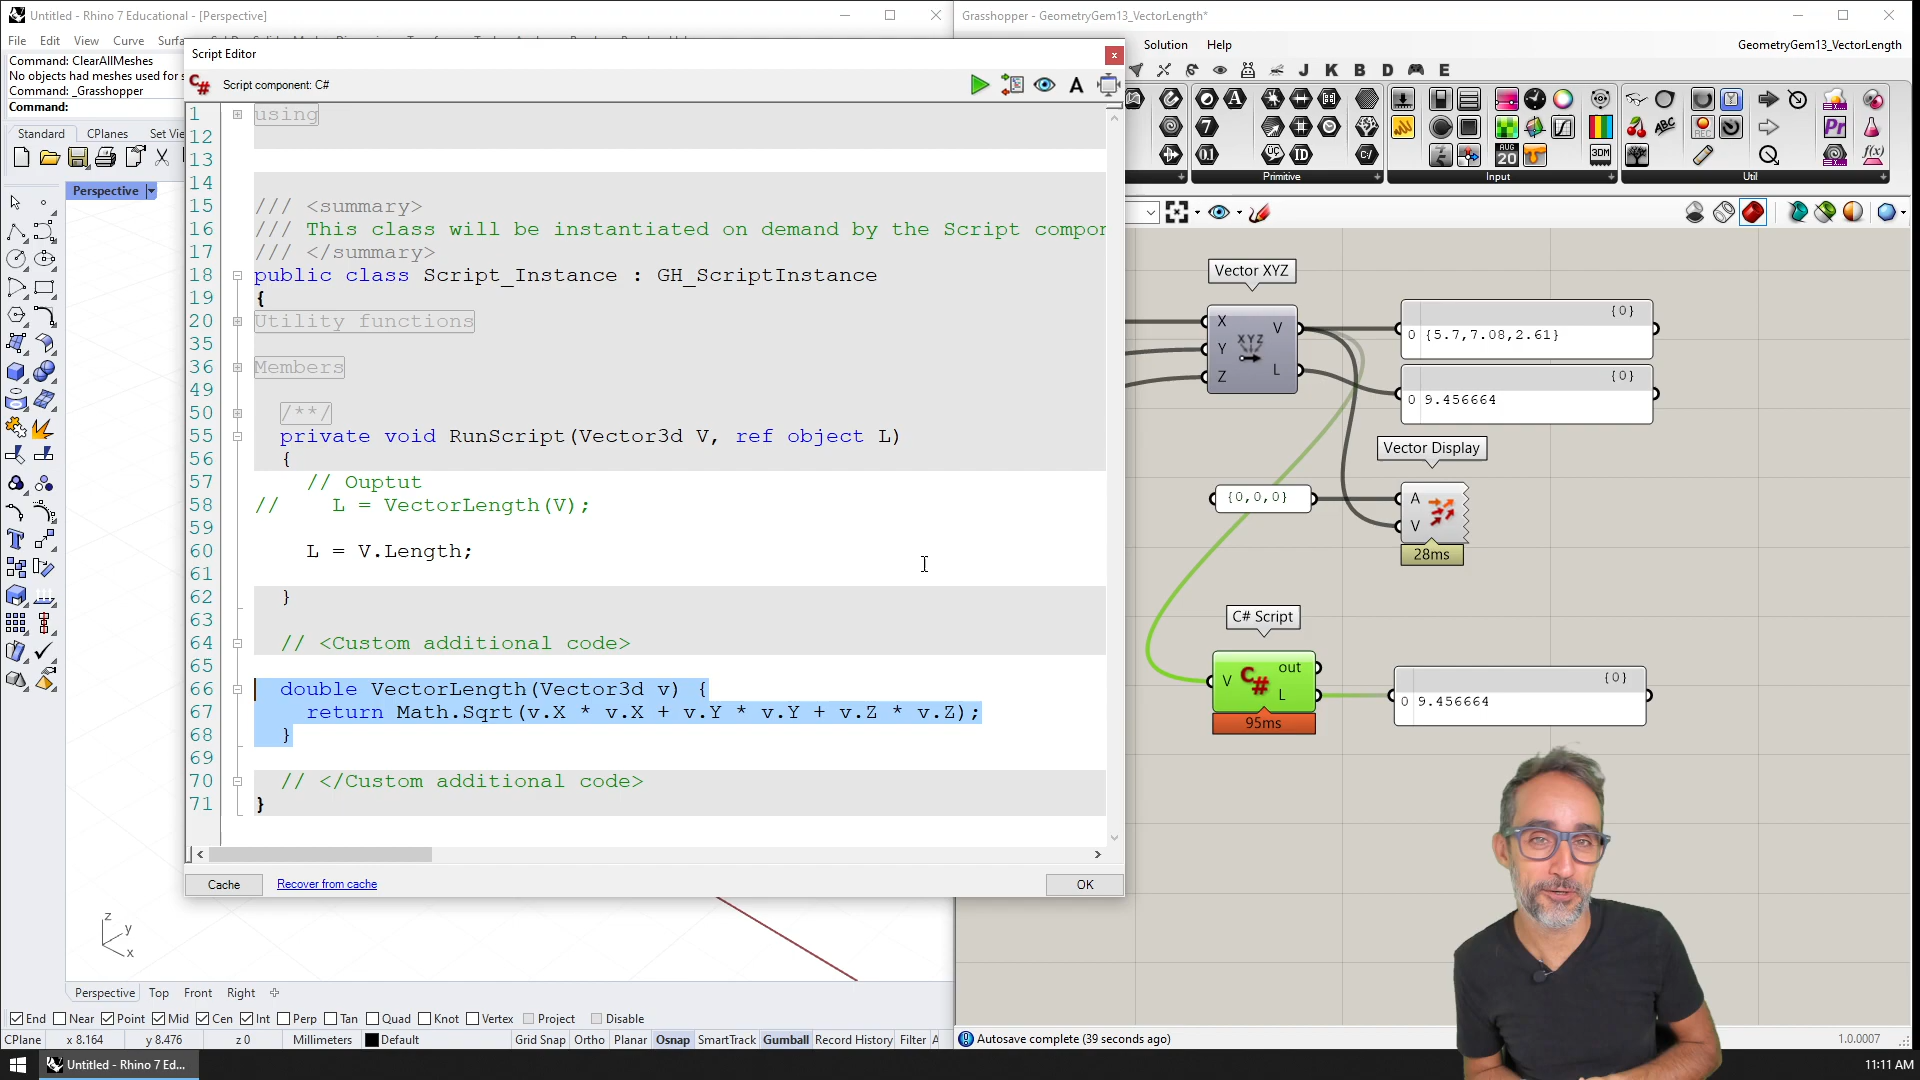 Untitled - Rhino 7 Educational - [Perspective]
File Edit View Curve Surfa
Command: ClearAllMeshes
No objects had meshes used for s
Command: _Grasshopper
Command:
Standard CPlanes Set Vie
Perspective
Script Editor
Script component: C#
1 using
12
13
14
15 /// <summary>
16 /// This class will be instantiated on demand by the Script compor
17 /// </summary>
18 public class Script_Instance : GH_ScriptInstance
19 {
20 Utility functions
35
36 Members
49
50 /**/
55 private void RunScript(Vector3d V, ref object L)
56 {
57 // Ouptut
58 // L = VectorLength(V);
59
60 L = V.Length;
61
62 }
63
64 // <Custom additional code>
65
66 double VectorLength(Vector3d v) {
67 return Math.Sqrt(v.X * v.X + v.Y * v.Y + v.Z * v.Z);
68 }
69
70 // </Custom additional code>
71 }
Cache Recover from cache OK
z
y
x
Perspective Top Front Right
End Near Point Mid Cen Int Perp Tan Quad Knot Vertex Project Disable
CPlane x 8.164 y 8.476 z 0 Millimeters Default Grid Snap Ortho Planar Osnap SmartTrack Gumball Record History Filter A
Untitled - Rhino 7 Ed...
Grasshopper - GeometryGem13_VectorLength*
Solution Help GeometryGem13_VectorLength
J K B D E
Primitive Input Util
Vector XYZ
X Y Z XYZ V L
{0}
0 {5.7,7.08,2.61}
{0}
0 9.456664
Vector Display
{0,0,0}
A
V
28ms
C# Script
V C# out L
95ms
{0}
0 9.456664
Autosave complete (39 seconds ago) 1.0.0007
11:11 AM